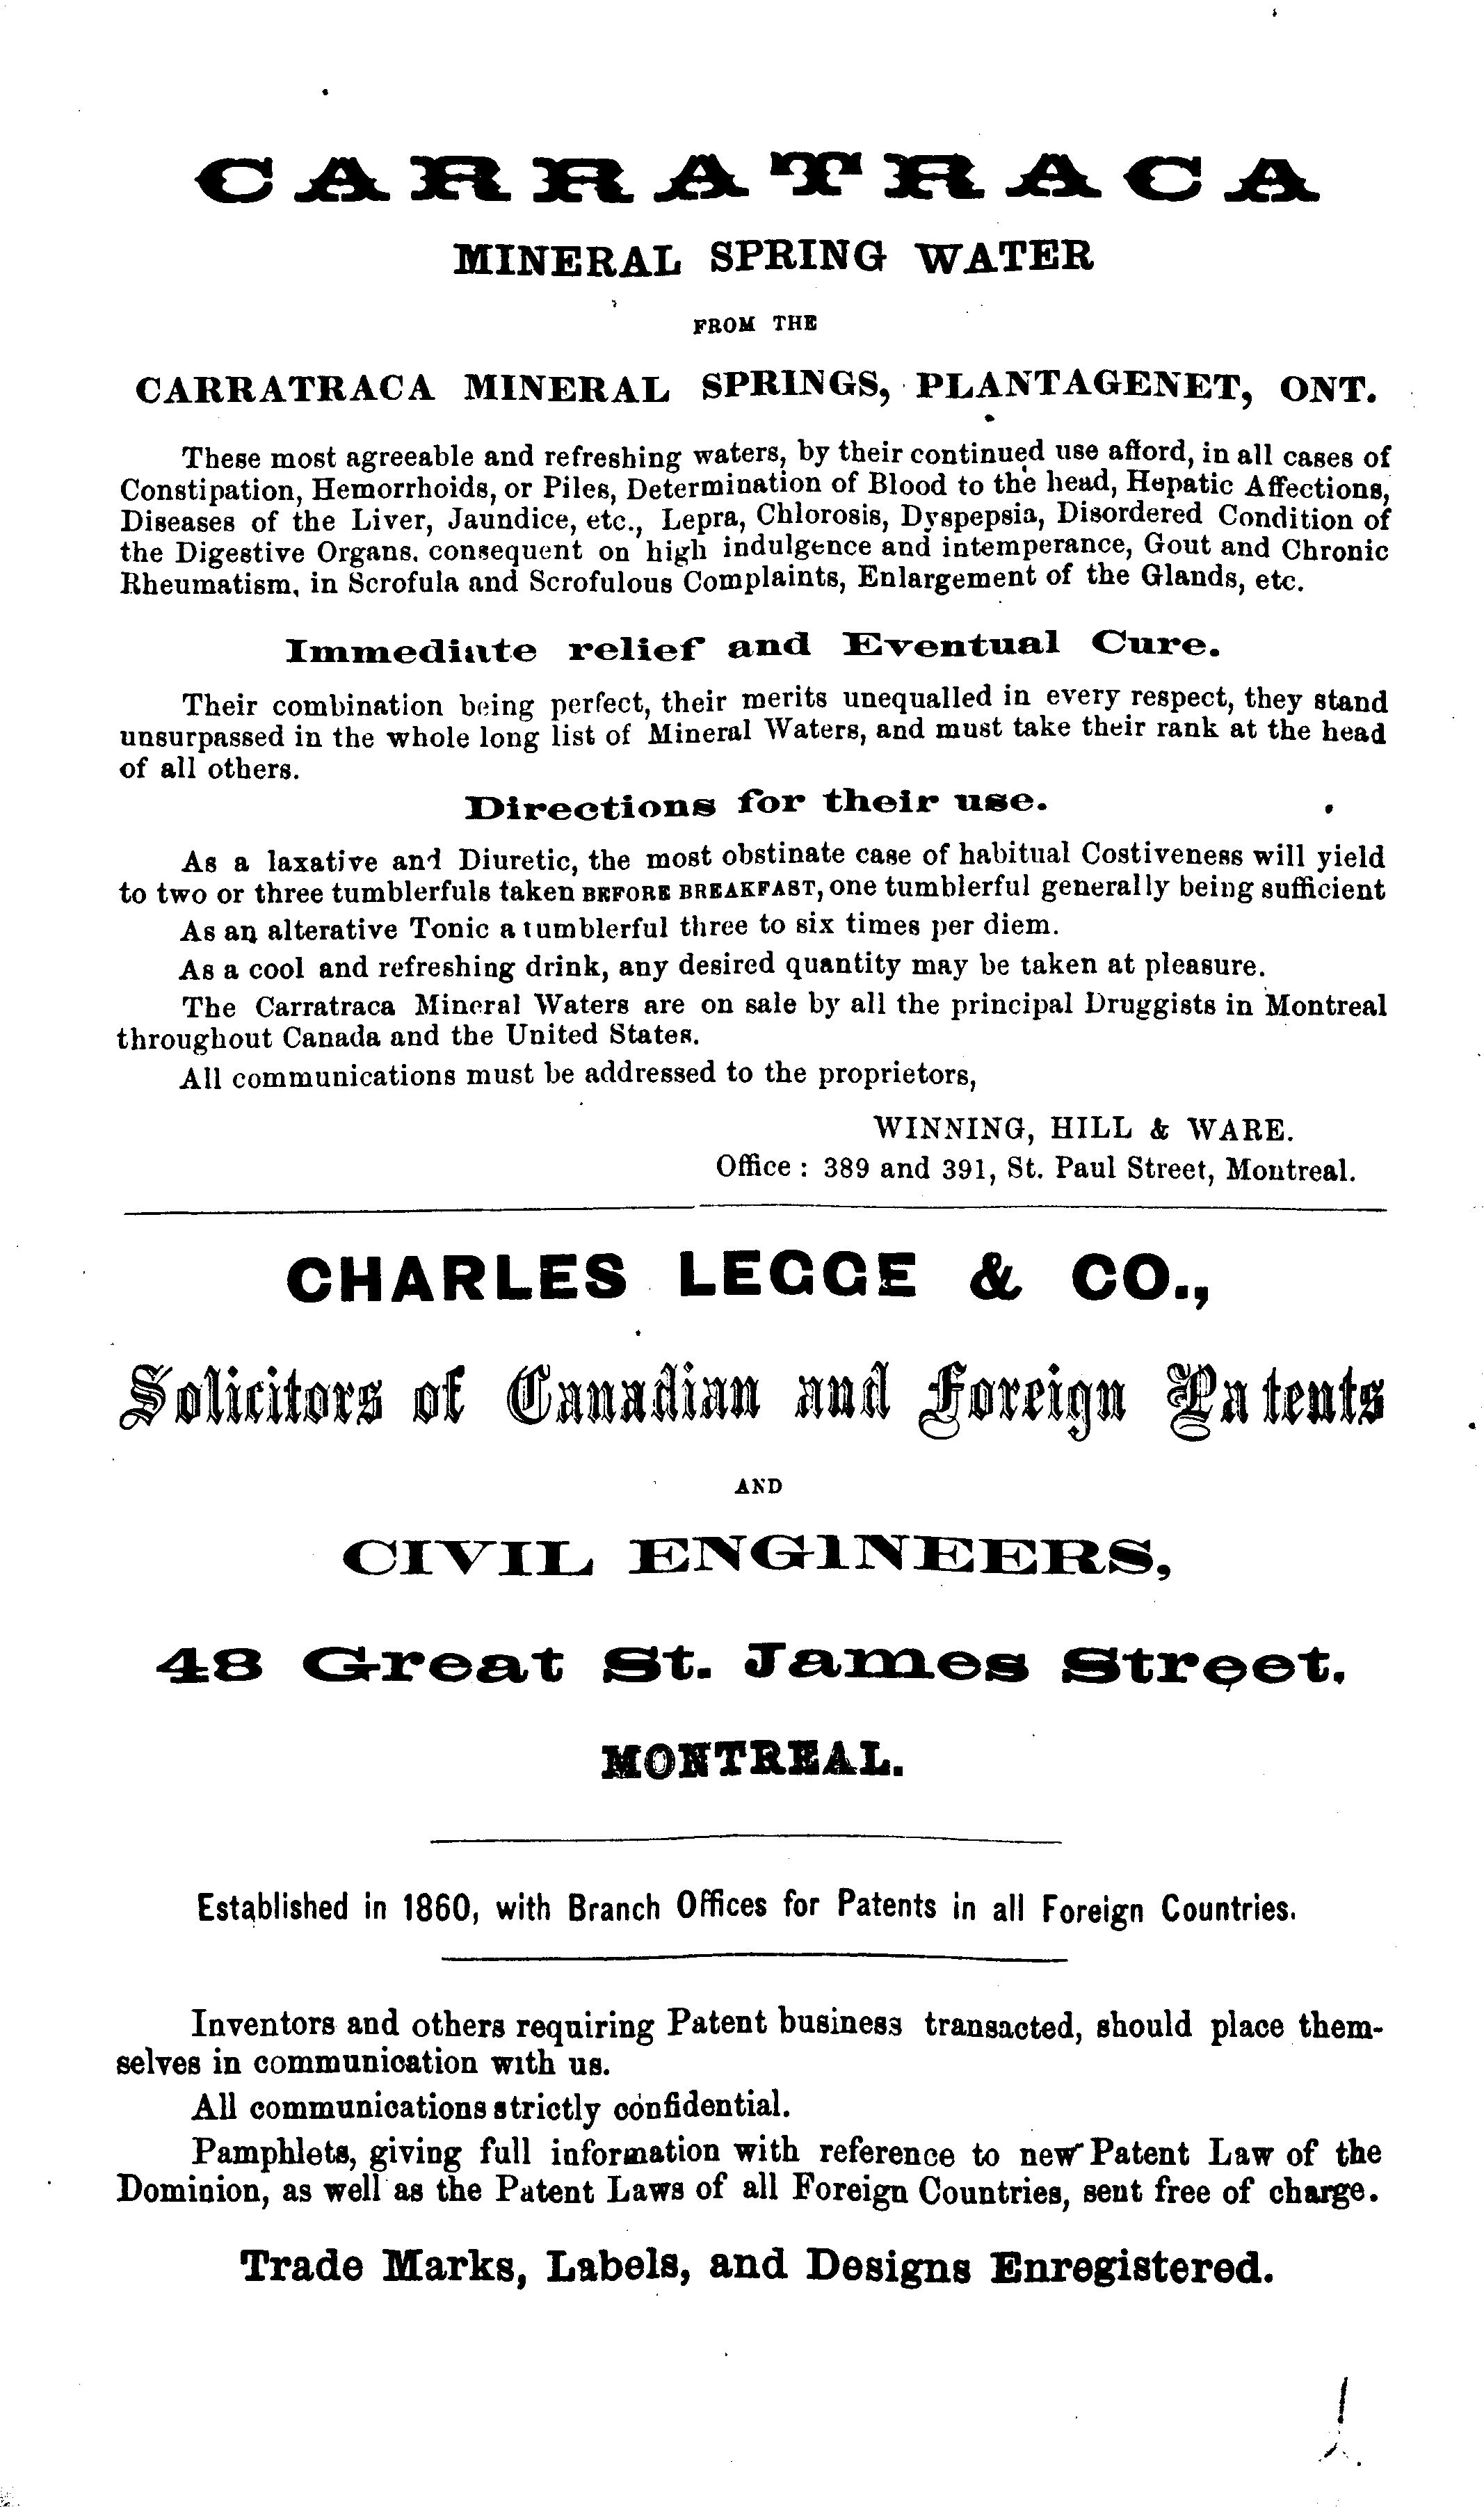 CARRATRACA
MINERAL SPRING WATER
FROM THE
CARRATRACA MINERAL SPRINGS, PLANTAGENET, ONT.
These most agreeable and refreshing waters, by their continued use afford, in all cases of
Constipation, Hemorrhoids, or Piles, Determination of Blood to the head, Hepatic Affections,
Diseases of the Liver, Jaundice, etc., Lepra, Chlorosis, Dyspepsia, Disordered Condition of
the Digestive Organs, consequent on high indulgence and intemperance, Gout and Chronic
Rheumatism, in Scrofula and Scrofulous Complaints, Enlargement of the Glands, etc.
Immediate relief and Eventual Cure.
Their combination being perfect, their merits unequalled in every respect, they stand
unsurpassed in the whole long list of Mineral Waters, and must take their rank at the head
of all others.
Directions for their use.
As a laxative and Diuretic, the most obstinate case of habitual Costiveness will yield
to two or three tumblerfuls taken BEFORE BREAKFAST, one tumblerful generally being sufficient
As an alterative Tonic a tumblerful three to six times per diem.
As a cool and refreshing drink, any desired quantity may be taken at pleasure.
The Carratraca Mineral Waters are on sale by all the principal Druggists in Montreal
throughout Canada and the United States.
All communications must be addressed to the proprietors,
WINNING, HILL & WARE.
Office : 389 and 391, St. Paul Street, Montreal.
CHARLES LEGGE & CO.,
Solicitors of Canadian and Foreign Patents
AND
CIVIL ENGINEERS,
48 Great St. James Street,
MONTREAL.
Established in 1860, with Branch Offices for Patents in all Foreign Countries.
Inventors and others requiring Patent business transacted, should place them-
selves in communication with us.
All communications strictly confidential.
Pamphlets, giving full information with reference to new Patent Law of the
Dominion, as well as the Patent Laws of all Foreign Countries, sent free of charge.
Trade Marks, Labels, and Designs Enregistered.